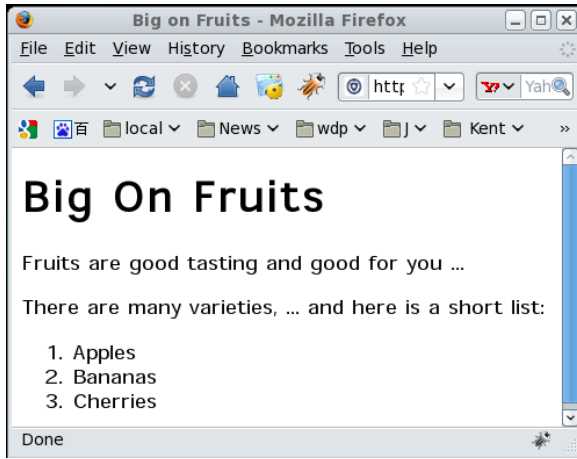 Big on Fruits - Mozilla Firefox
File Edit View History Bookmarks Tools Help
http Yah
百 local News wdp J Kent »
Big On Fruits
Fruits are good tasting and good for you ...
There are many varieties, ... and here is a short list:
1. Apples
2. Bananas
3. Cherries
Done